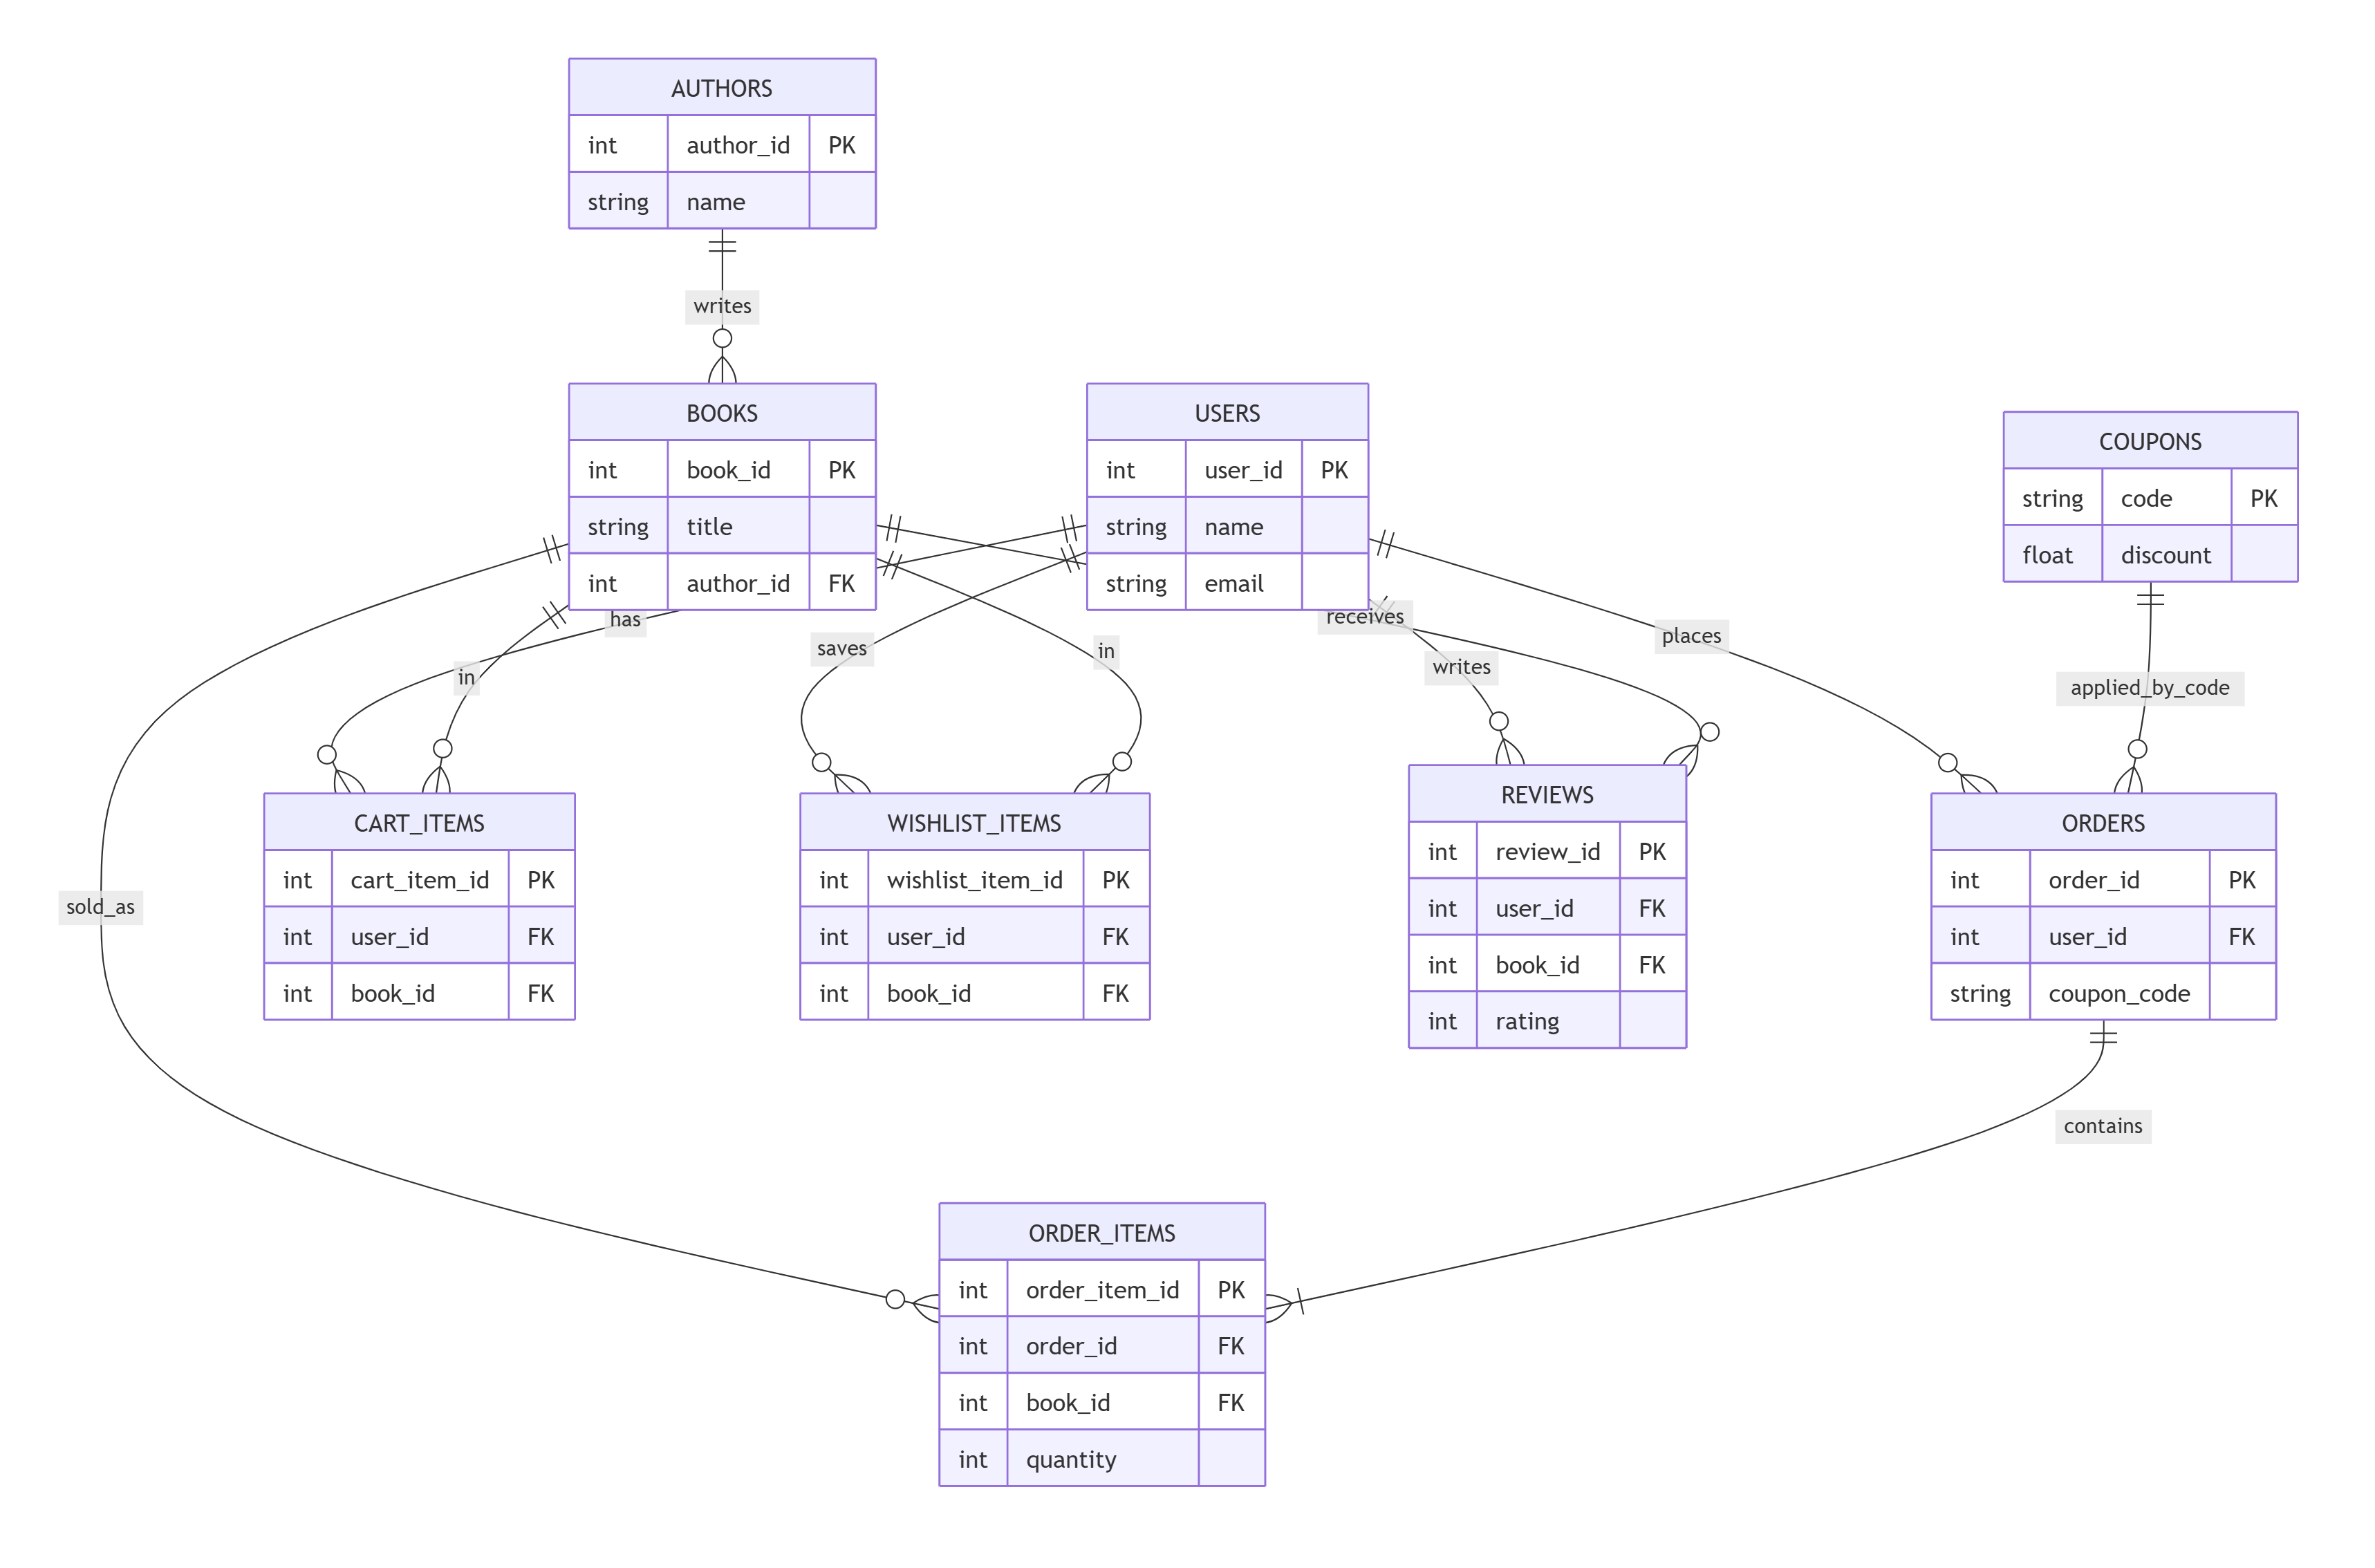 AUTHORS
int author_id PK
string name
writes
BOOKS
int book_id PK
string title
int author_id FK
USERS
int user_id PK
string name
string email
COUPONS
string code PK
float discount
has
in
saves
in
receives
writes
places
applied_by_code
CART_ITEMS
int cart_item_id PK
int user_id FK
int book_id FK
WISHLIST_ITEMS
int wishlist_item_id PK
int user_id FK
int book_id FK
REVIEWS
int review_id PK
int user_id FK
int book_id FK
int rating
ORDERS
int order_id PK
int user_id FK
string coupon_code
sold_as
contains
ORDER_ITEMS
int order_item_id PK
int order_id FK
int book_id FK
int quantity